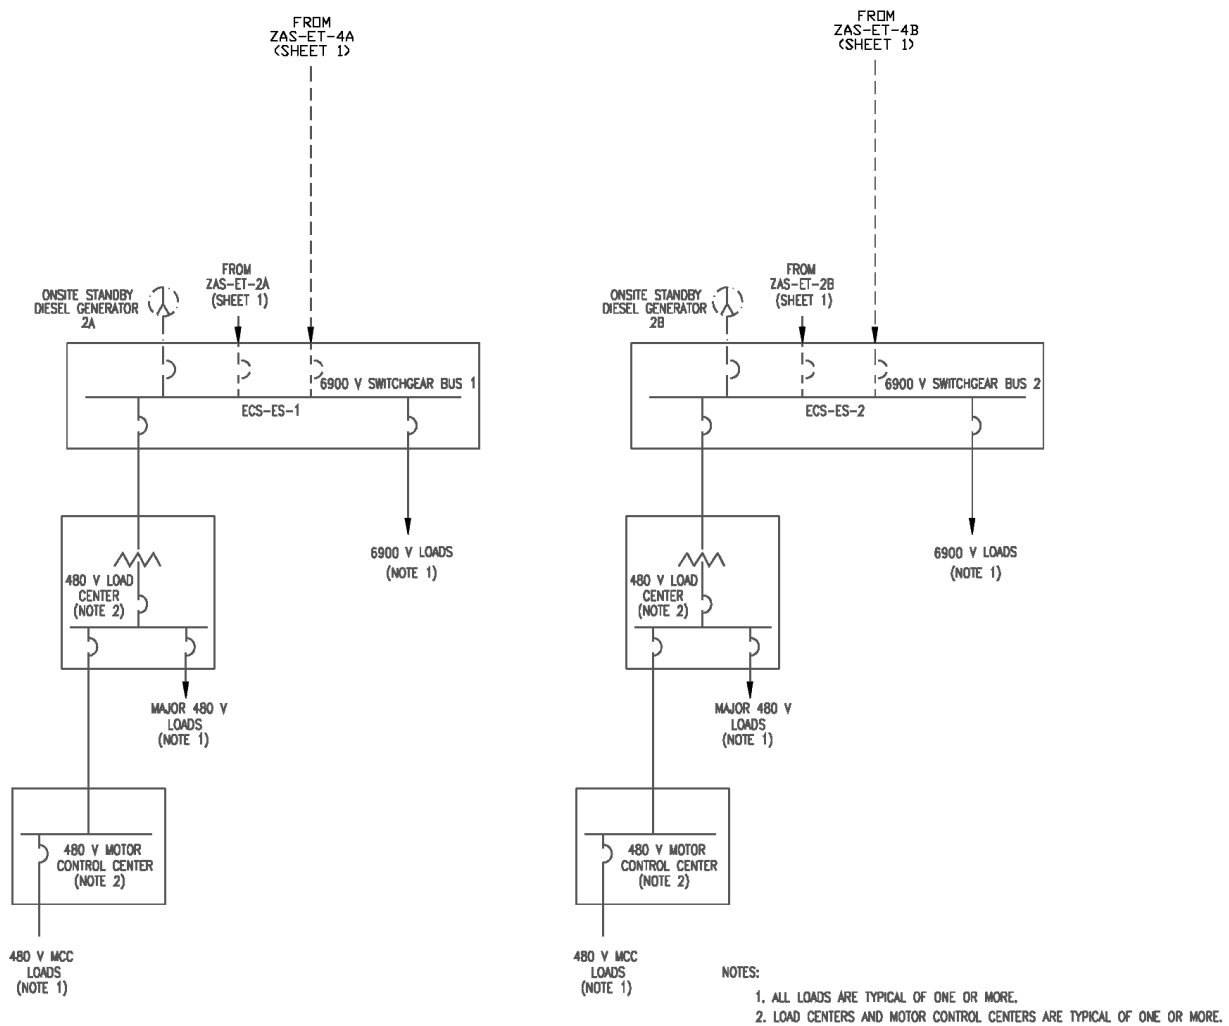 FROM
ZAS-ET-4A
(SHEET 1)
FROM
ZAS-ET-4B
(SHEET 1)
ONSITE STANDBY
DIESEL GENERATOR
2A
FROM
ZAS-ET-2A
(SHEET 1)
6900 V SWITCHGEAR BUS 1
ECS-ES-1
6900 V LOADS
(NOTE 1)
480 V LOAD
CENTER
(NOTE 2)
MAJOR 480 V
LOADS
(NOTE 1)
480 V MOTOR
CONTROL CENTER
(NOTE 2)
480 V MCC
LOADS
(NOTE 1)
ONSITE STANDBY
DIESEL GENERATOR
2B
FROM
ZAS-ET-2B
(SHEET 1)
6900 V SWITCHGEAR BUS 2
ECS-ES-2
6900 V LOADS
(NOTE 1)
480 V LOAD
CENTER
(NOTE 2)
MAJOR 480 V
LOADS
(NOTE 1)
480 V MOTOR
CONTROL CENTER
(NOTE 2)
480 V MCC
LOADS
(NOTE 1)
NOTES:
1. ALL LOADS ARE TYPICAL OF ONE OR MORE.
2. LOAD CENTERS AND MOTOR CONTROL CENTERS ARE TYPICAL OF ONE OR MORE.